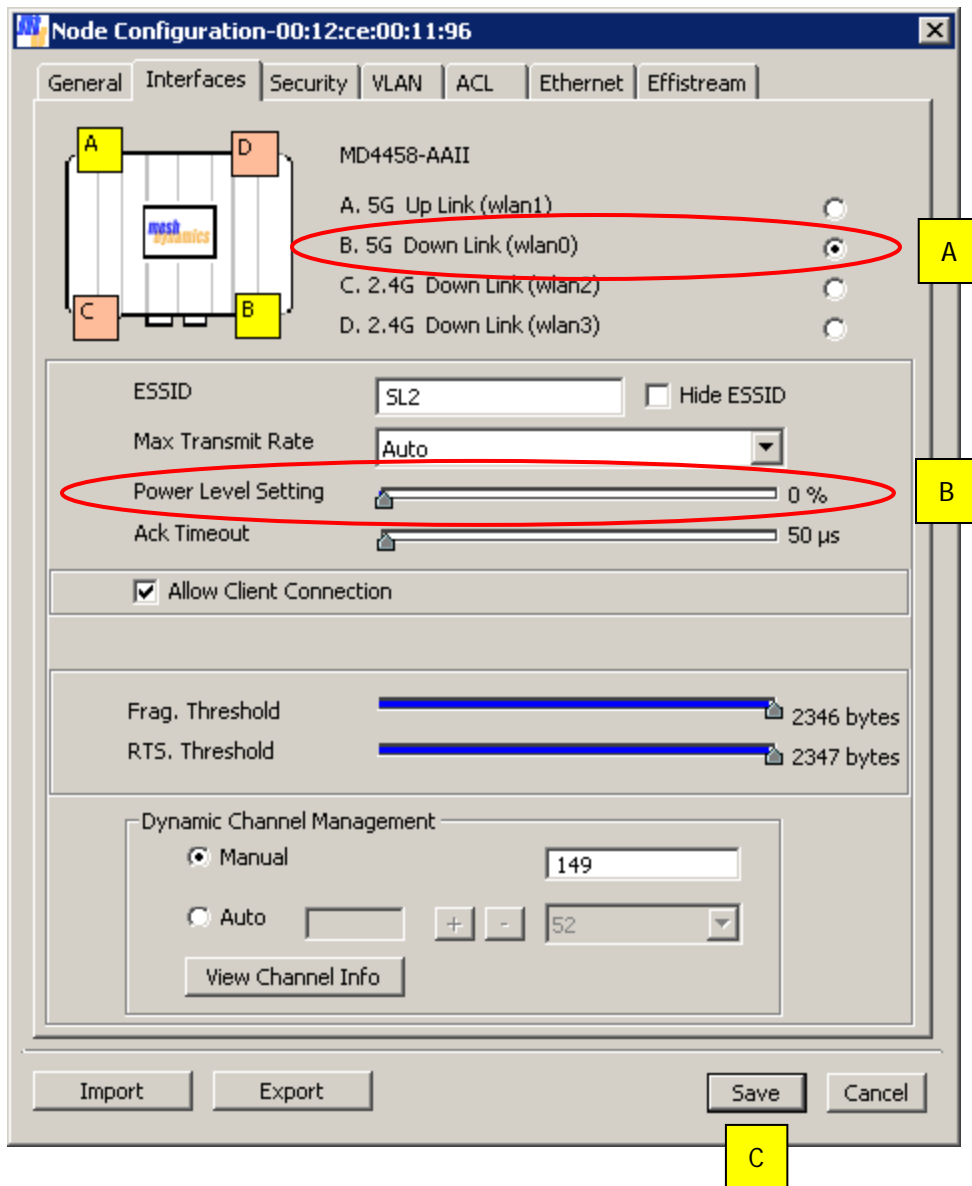 Node Configuration-00:12:ce:00:11:96
General Interfaces Security VLAN ACL Ethernet Effistream
A
D
mesh
dynamics
C
B
MD4458-AAII
A. 5G Up Link (wlan1)
B. 5G Down Link (wlan0)
A
C. 2.4G Down Link (wlan2)
D. 2.4G Down Link (wlan3)
ESSID SL2 Hide ESSID
Max Transmit Rate Auto
Power Level Setting 0 %
B
Ack Timeout 50 µs
Allow Client Connection
Frag. Threshold 2346 bytes
RTS. Threshold 2347 bytes
Dynamic Channel Management
Manual 149
Auto + - 52
View Channel Info
Import Export Save Cancel
C